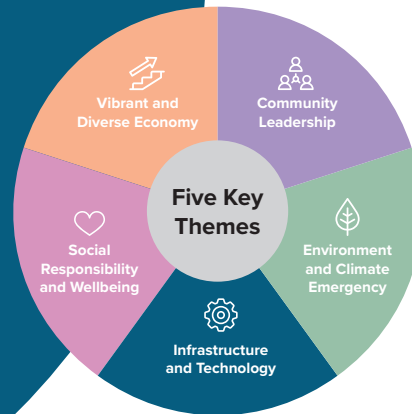 Vibrant and
Diverse Economy
Community
Leadership
Five Key
Themes
Social
Responsibility
and Wellbeing
Environment
and Climate
Emergency
Infrastructure
and Technology